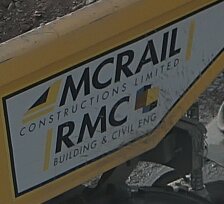 MCRAIL
CONSTRUCTIONS LIMITED
RMC
BUILDING & CIVIL ENG